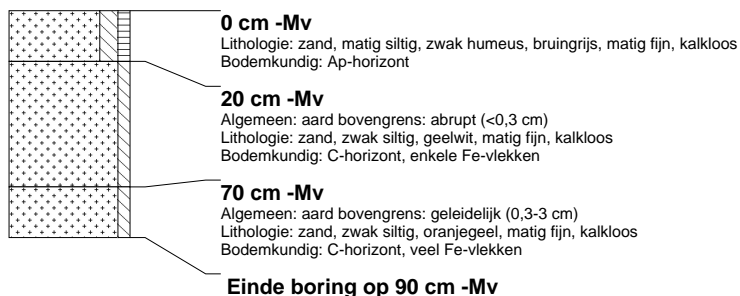 0 cm -Mv
Lithologie: zand, matig siltig, zwak humeus, bruingrijs, matig fijn, kalkloos
Bodemkundig: Ap-horizont
20 cm -Mv
Algemeen: aard bovengrens: abrupt (<0,3 cm)
Lithologie: zand, zwak siltig, geelwit, matig fijn, kalkloos
Bodemkundig: C-horizont, enkele Fe-vlekken
70 cm -Mv
Algemeen: aard bovengrens: geleidelijk (0,3-3 cm)
Lithologie: zand, zwak siltig, oranjegeel, matig fijn, kalkloos
Bodemkundig: C-horizont, veel Fe-vlekken
Einde boring op 90 cm -Mv